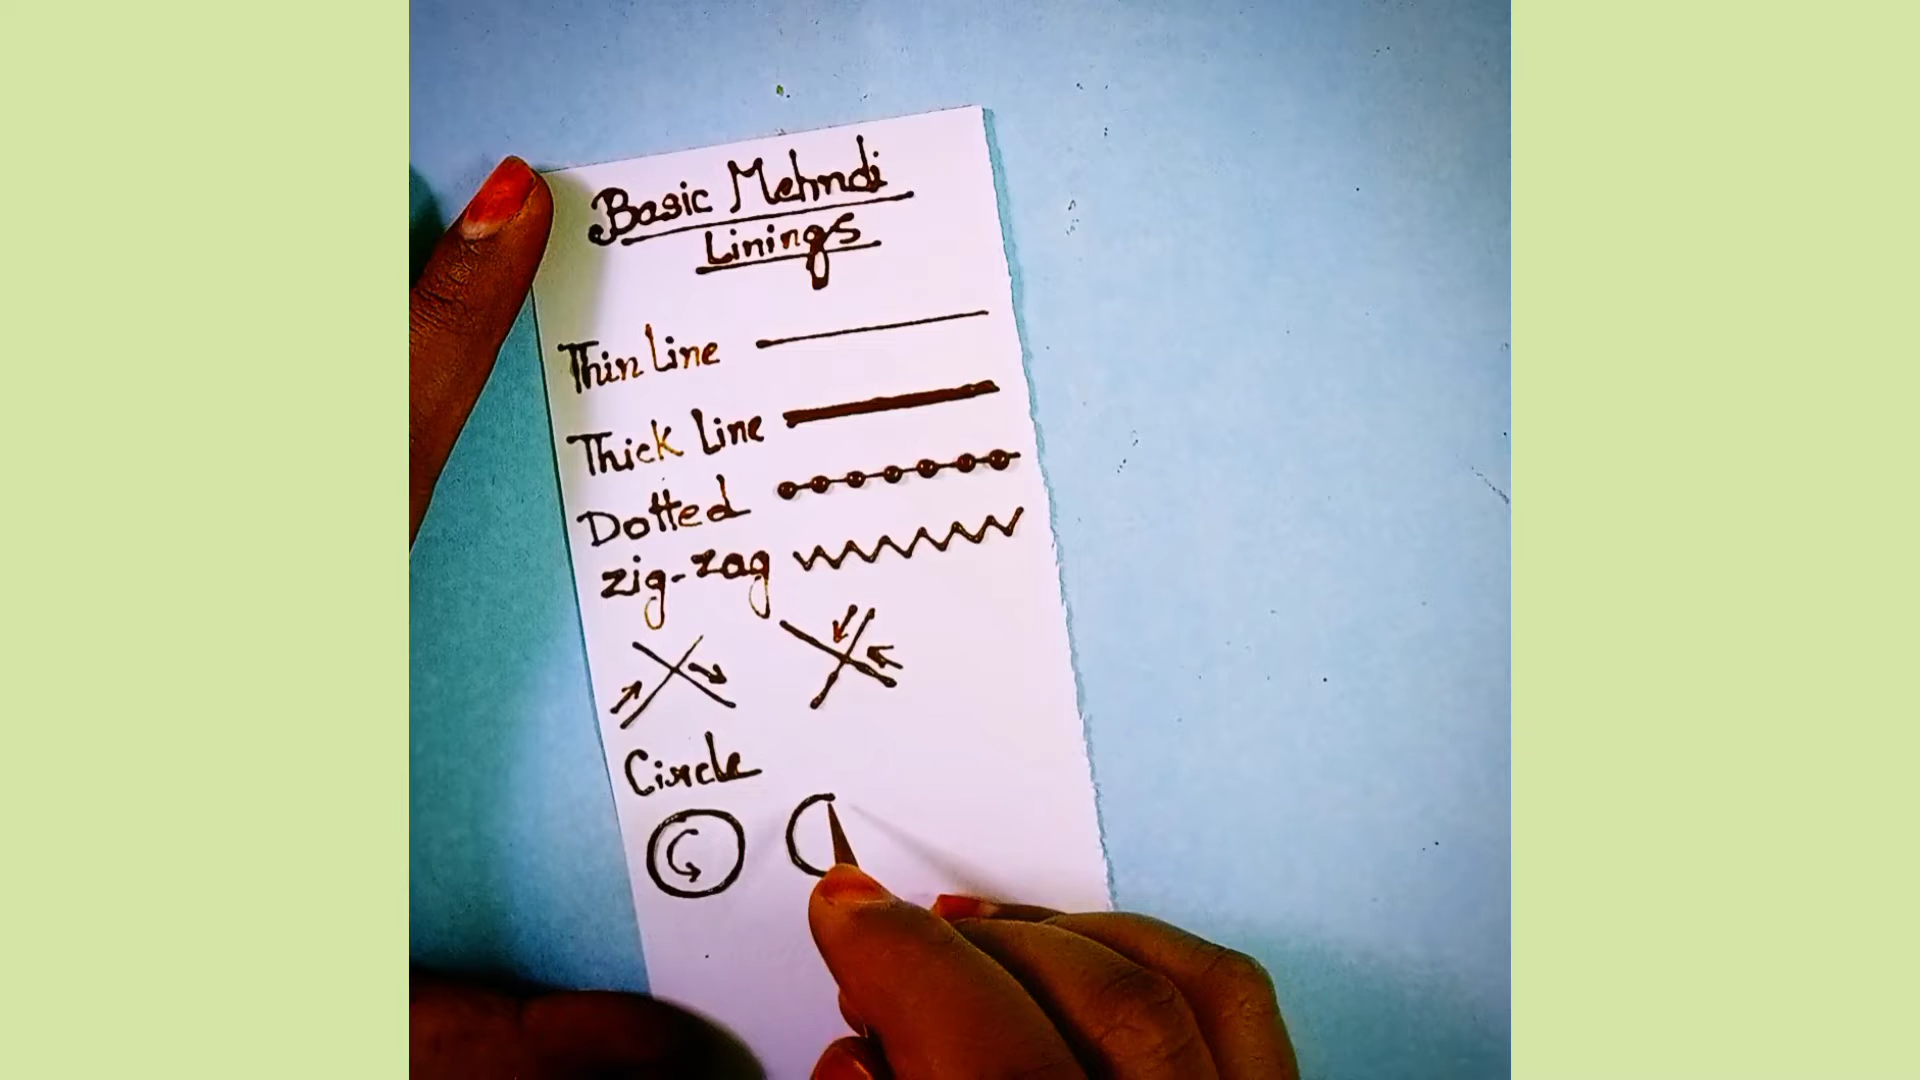 Basic Mehndi
Linings
Thin Line
Thick Line
Dotted
zig-zag
Circle